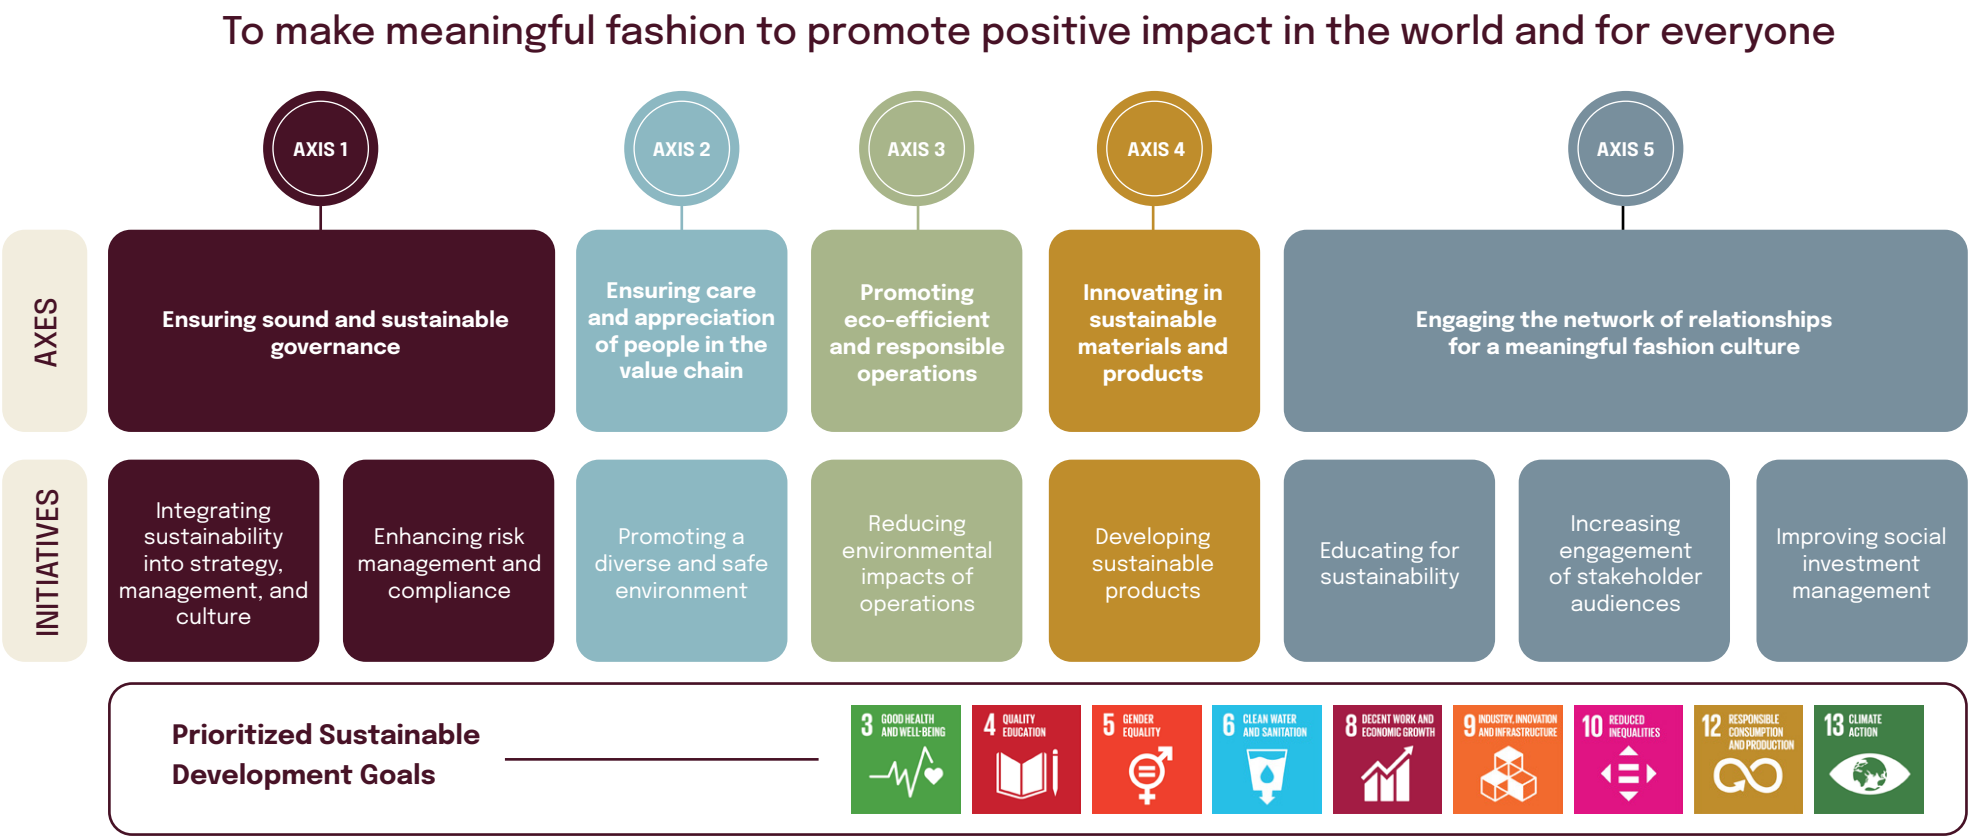 To make meaningful fashion to promote positive impact in the world and for everyone
AXIS 1
AXIS 2
AXIS 3
AXIS 4
AXIS 5
AXES
Ensuring sound and sustainable
governance
Ensuring care
and appreciation
of people in the
value chain
Promoting
eco-efficient
and responsible
operations
Innovating in
sustainable
materials and
products
Engaging the network of relationships
for a meaningful fashion culture
INITIATIVES
Integrating
sustainability
into strategy,
management, and
culture
Enhancing risk
management and
compliance
Promoting a
diverse and safe
environment
Reducing
environmental
impacts of
operations
Developing
sustainable
products
Educating for
sustainability
Increasing
engagement
of stakeholder
audiences
Improving social
investment
management
Prioritized Sustainable
Development Goals
3 GOOD HEALTH
AND WELL-BEING
4 QUALITY
EDUCATION
5 GENDER
EQUALITY
6 CLEAN WATER
AND SANITATION
8 DECENT WORK AND
ECONOMIC GROWTH
9 INDUSTRY, INNOVATION
AND INFRASTRUCTURE
10 REDUCED
INEQUALITIES
12 RESPONSIBLE
CONSUMPTION
AND PRODUCTION
13 CLIMATE
ACTION